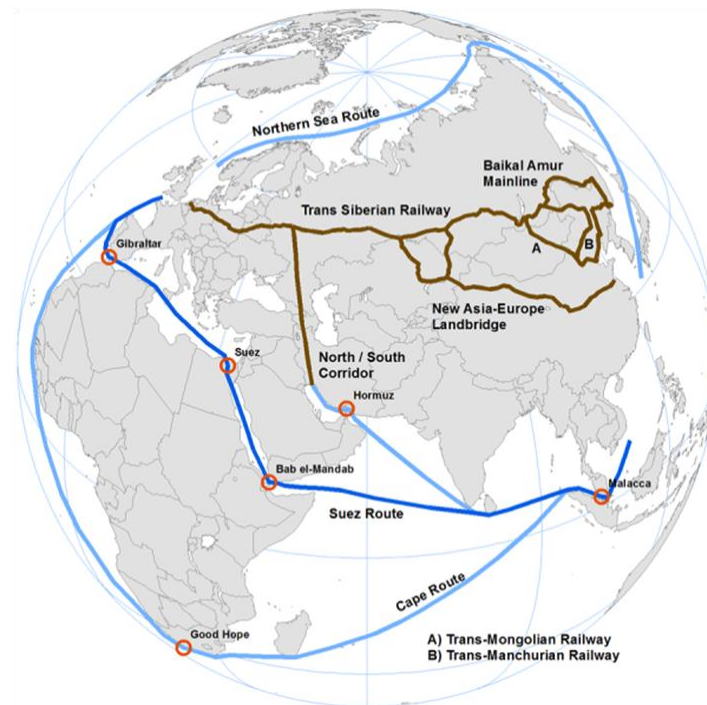 Northern Sea Route
Baikal Amur
Mainline
Trans Siberian Railway
Gibraltar
A
B
New Asia-Europe
Landbridge
Suez
North / South
Corridor
Hormuz
Bab el-Mandab
Malacca
Suez Route
Cape Route
Good Hope
A) Trans-Mongolian Railway
B) Trans-Manchurian Railway